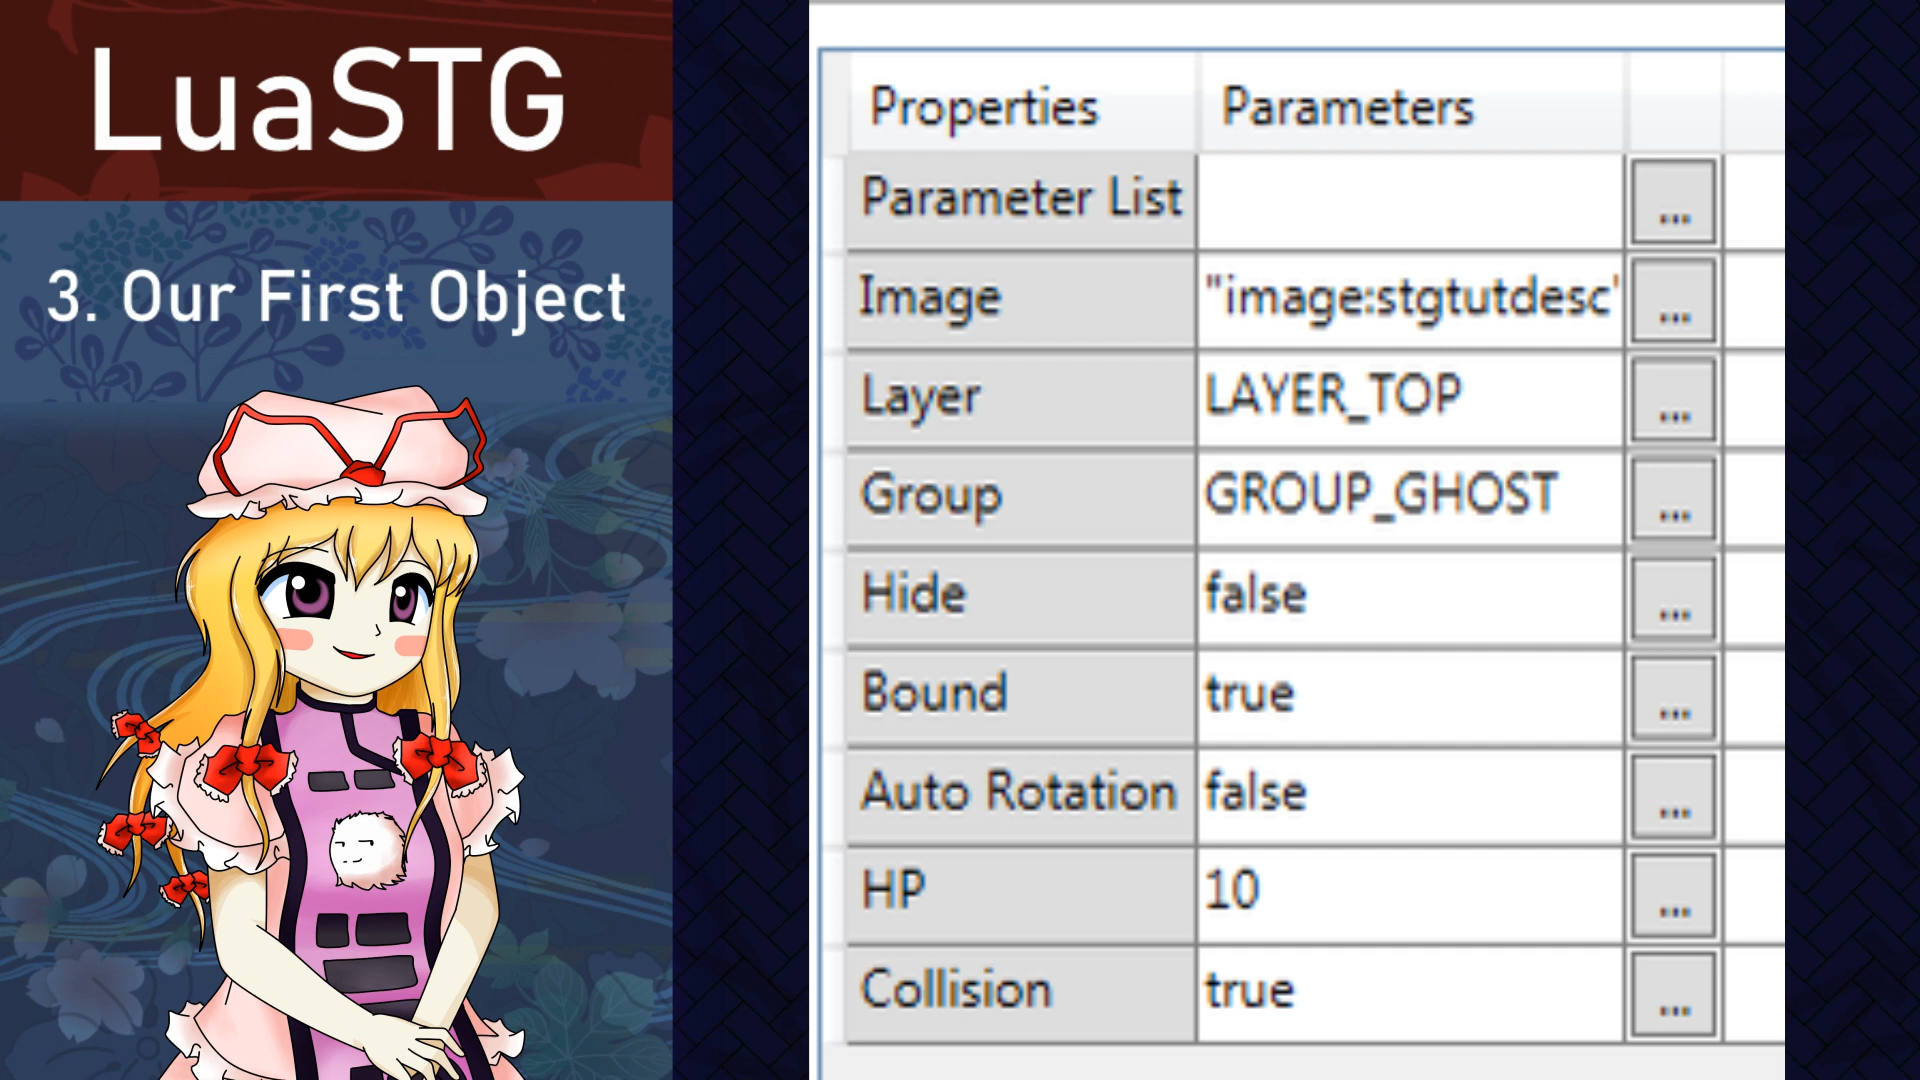 LuaSTG
3. Our First Object
Properties Parameters
Parameter List ...
Image "image:stgtutdesc" ...
Layer LAYER_TOP ...
Group GROUP_GHOST ...
Hide false ...
Bound true ...
Auto Rotation false ...
HP 10 ...
Collision true ...